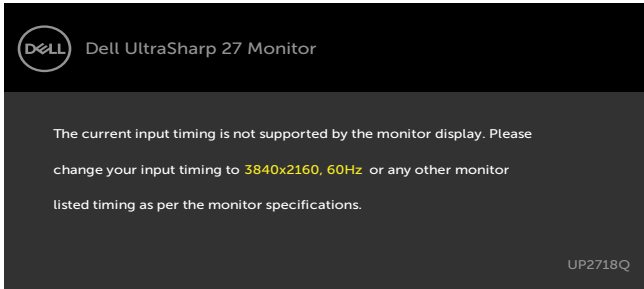 DELL
Dell UltraSharp 27 Monitor
The current input timing is not supported by the monitor display. Please
change your input timing to 3840x2160, 60Hz or any other monitor
listed timing as per the monitor specifications.
UP2718Q